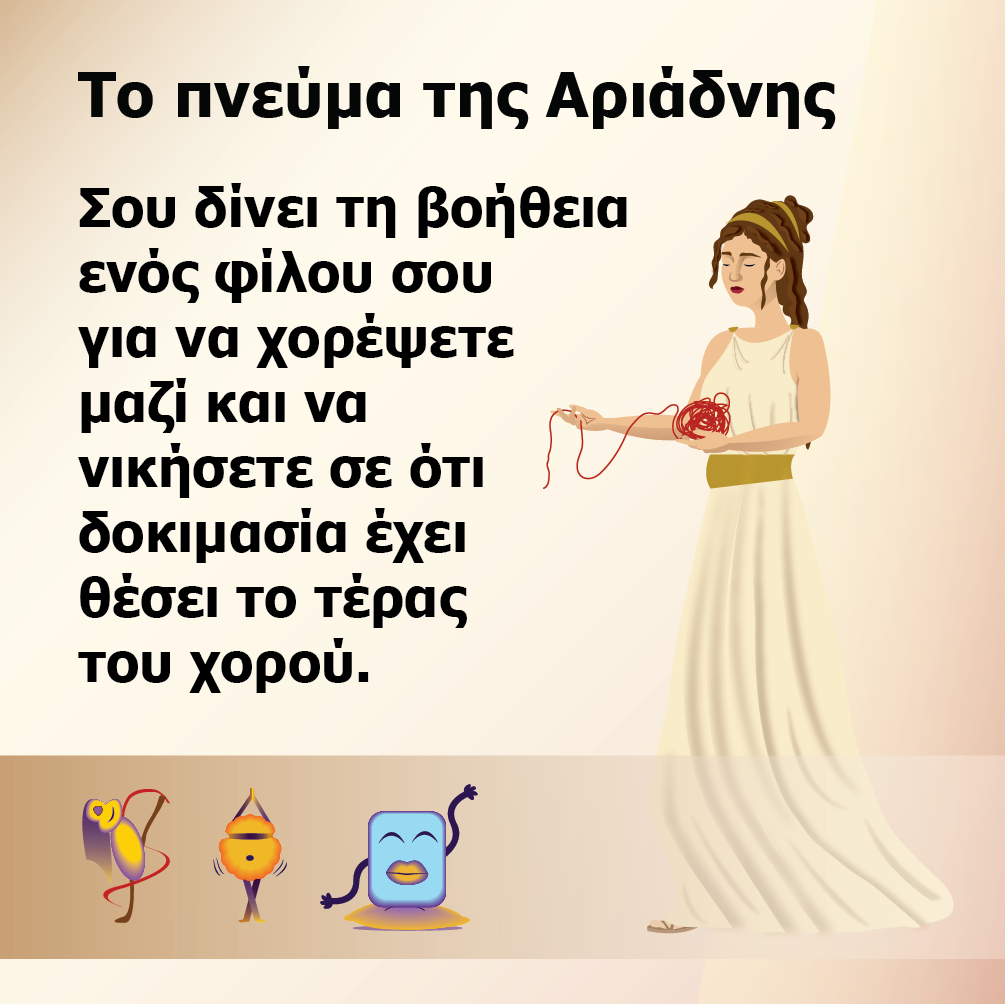 Το πνεύμα της Αριάδνης
Σου δίνει τη βοήθεια
ενός φίλου σου
για να χορέψετε
μαζί και να
νικήσετε σε ότι
δοκιμασία έχει
θέσει το τέρας
του χορού.